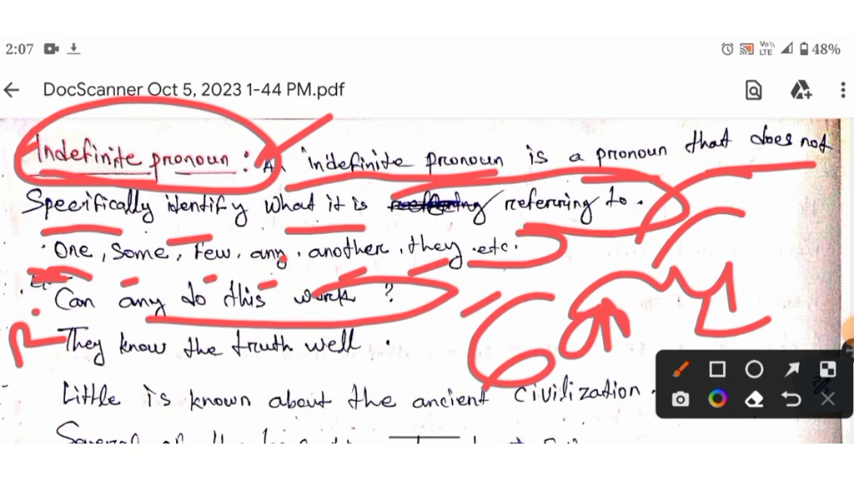 2:07 Vo)) LTE 48%
DocScanner Oct 5, 2023 1-44 PM.pdf
Indefinite pronoun : An indefinite pronoun is a pronoun that does not
Specifically identify what it is referring to.
· One, Some, Few, any, another, they etc.
Can any do this work ?
They know the truth well .
Little is known about the ancient civilization .